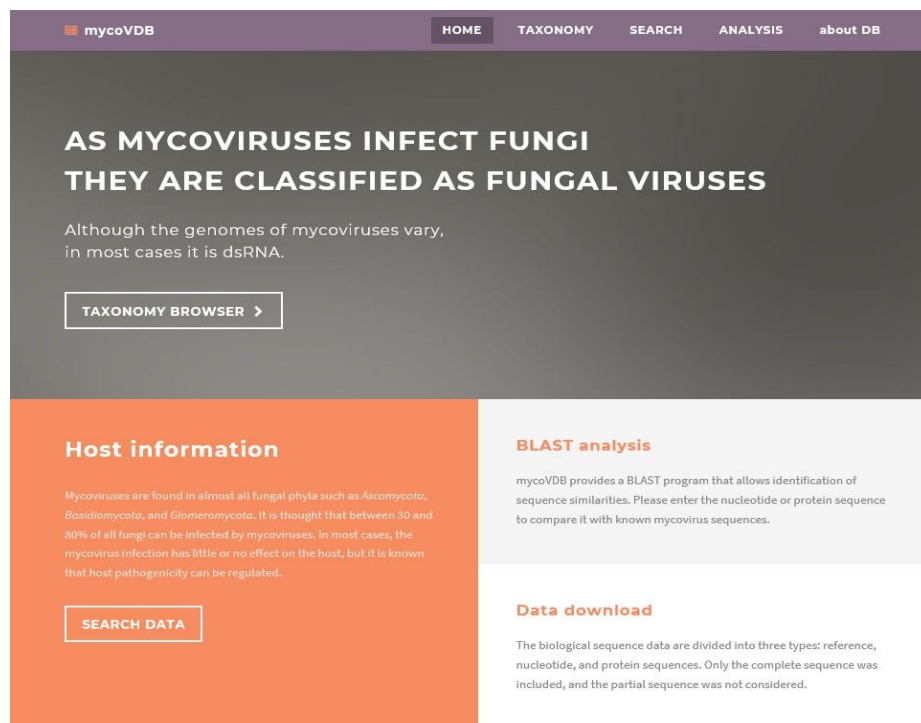 mycoVDB
HOME
TAXONOMY
SEARCH
ANALYSIS
about DB
AS MYCOVIRUSES INFECT FUNGI
THEY ARE CLASSIFIED AS FUNGAL VIRUSES
Although the genomes of mycoviruses vary,
in most cases it is dsRNA.
TAXONOMY BROWSER
Host information
Mycoviruses are found in almost all fungal phyla such as Ascomycota,
Basidiomycota, and Glomeromycota. It is thought that between 30 and
80% of all fungi can be infected by mycoviruses. In most cases, the
mycovirus infection has little or no effect on the host, but it is known
that host pathogenicity can be regulated.
SEARCH DATA
BLAST analysis
mycoVDB provides a BLAST program that allows identification of
sequence similarities. Please enter the nucleotide or protein sequence
to compare it with known mycovirus sequences.
Data download
The biological sequence data are divided into three types: reference,
nucleotide, and protein sequences. Only the complete sequence was
included, and the partial sequence was not considered.